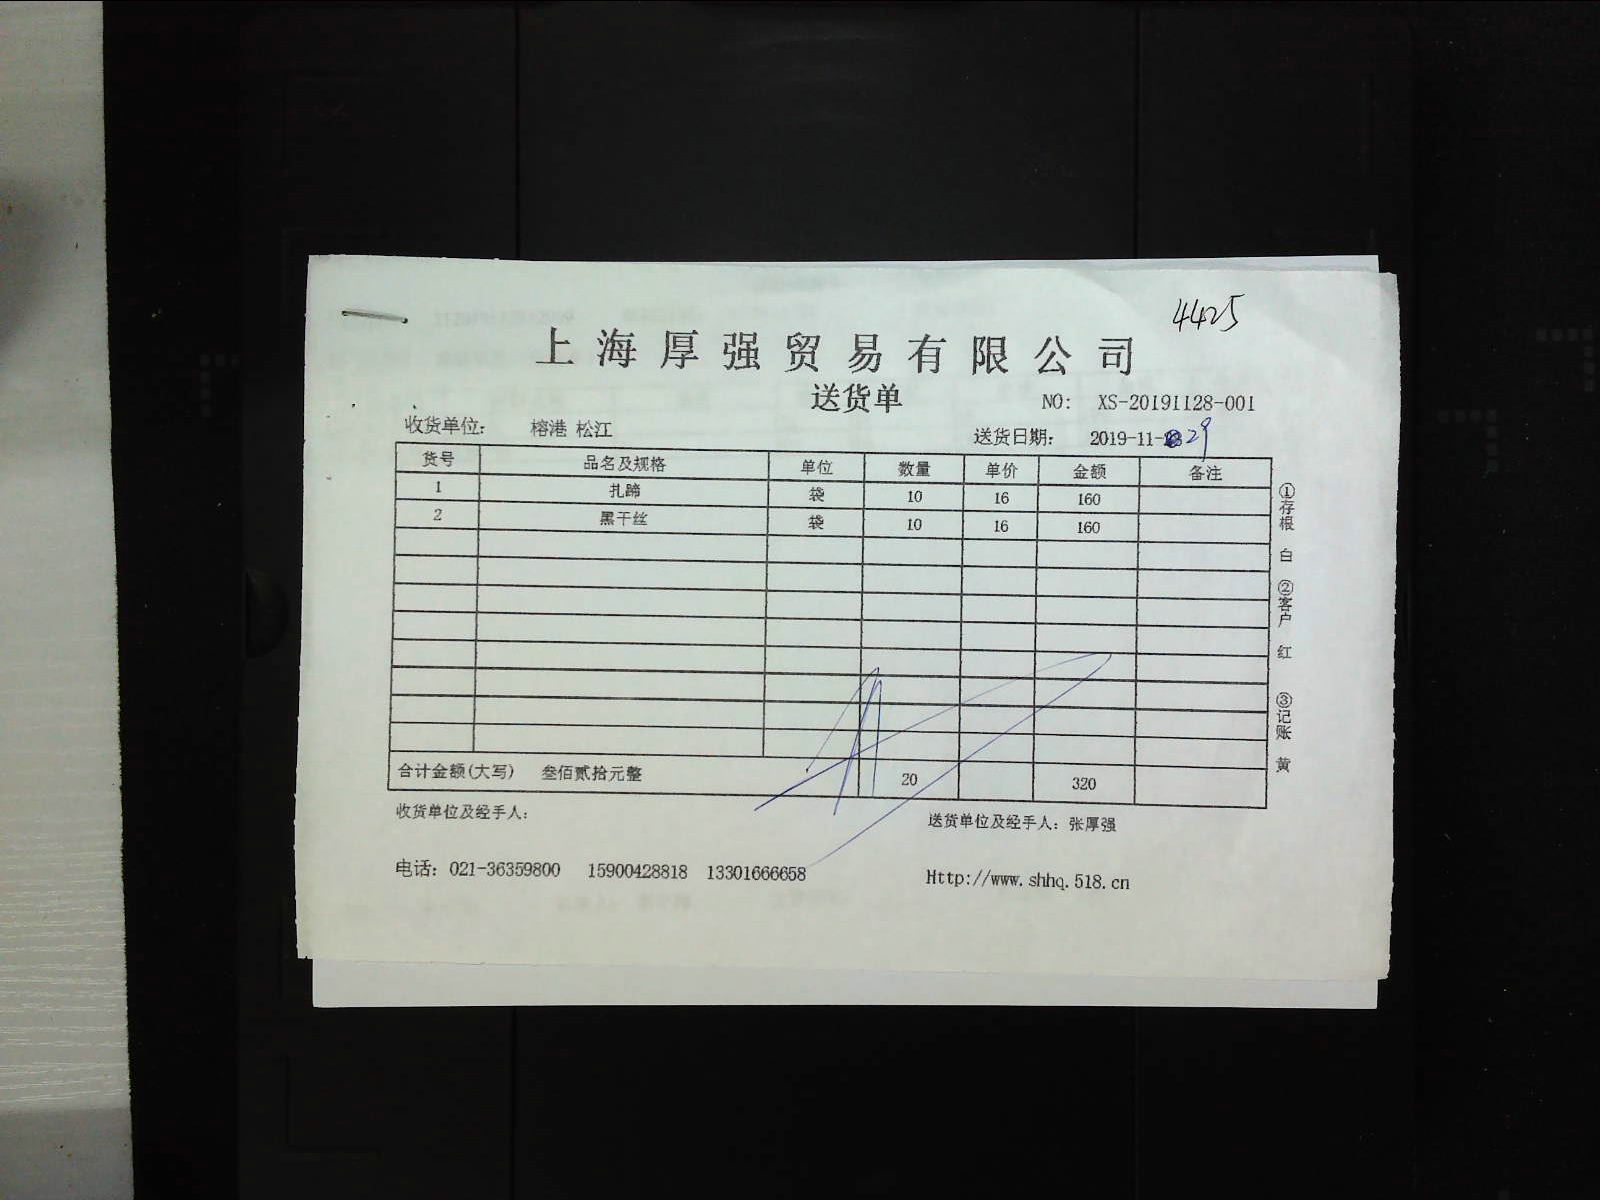 4425
上海厚强贸易有限公司
送货单
NO: XS-20191128-001
收货单位: 榕港 松江
送货日期: 2019-11-29
货号 品名及规格 单位 数量 单价 金额 备注
1 扎蹄 袋 10 16 160
2 黑干丝 袋 10 16 160
合计金额(大写) 叁佰贰拾元整 20 320
收货单位及经手人:
送货单位及经手人: 张厚强
电话: 021-36359800 15900428818 13301666658
Http://www.shhq.518.cn
①存根 白 ②客户 红 ③记账 黄